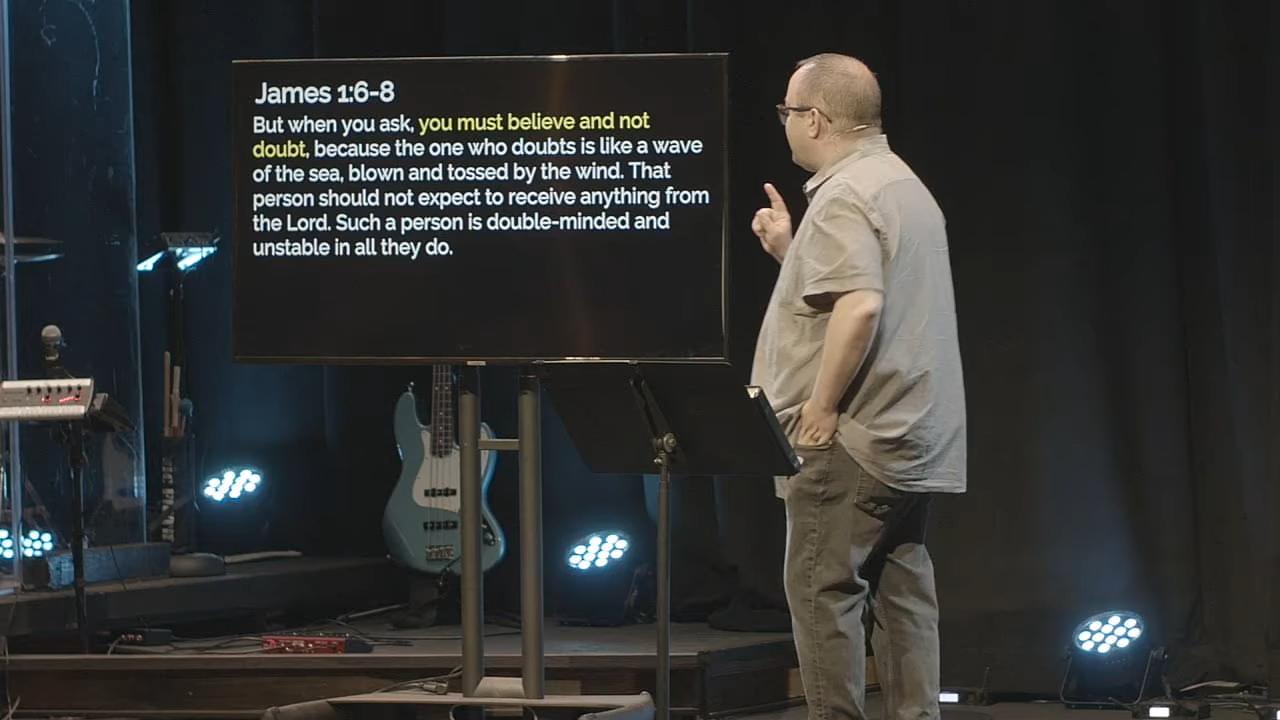 James 1:6-8
But when you ask, you must believe and not
doubt, because the one who doubts is like a wave
of the sea, blown and tossed by the wind. That
person should not expect to receive anything from
the Lord. Such a person is double-minded and
unstable in all they do.